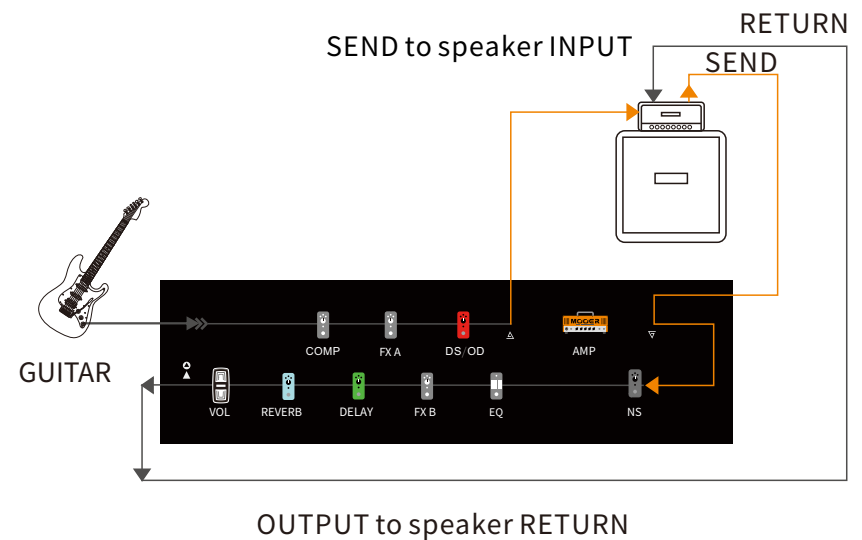 RETURN
SEND to speaker INPUT
SEND
MOOER
COMP
FX A
DS/OD
AMP
GUITAR
VOL
REVERB
DELAY
FX B
EQ
NS
OUTPUT to speaker RETURN